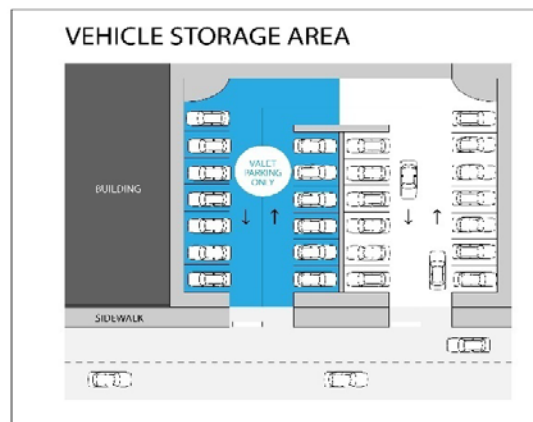 VEHICLE STORAGE AREA
BUILDING
VALET
PARKING
ONLY
SIDEWALK